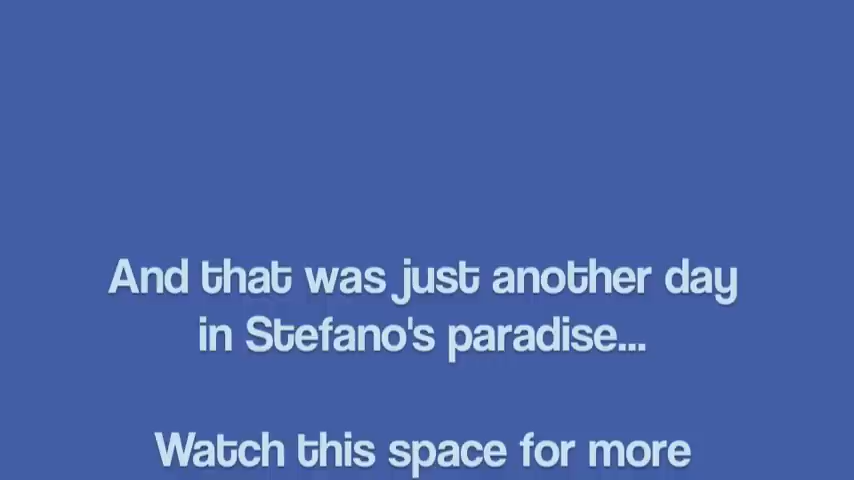 And that was just another day
in Stefano's paradise...
Watch this space for more